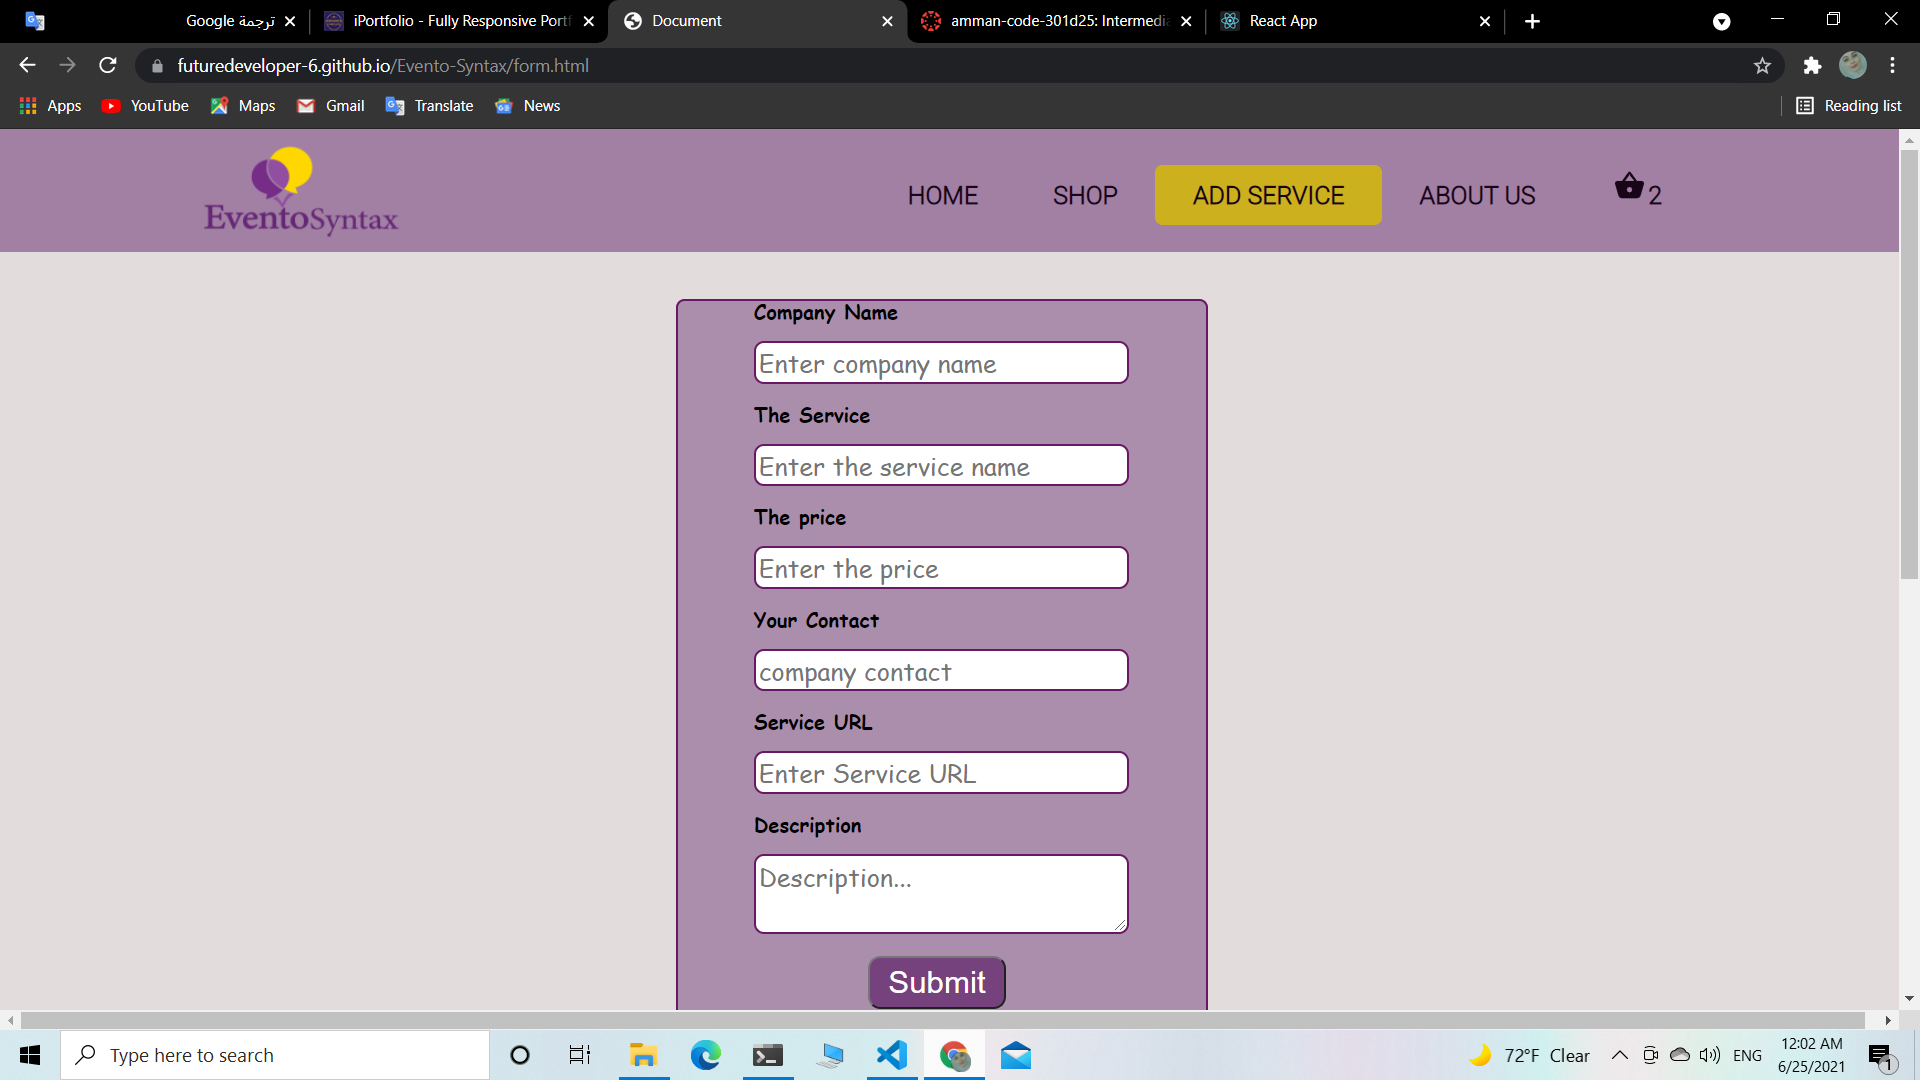 ترجمة Google
iPortfolio - Fully Responsive Portf
Document
amman-code-301d25: Intermedia
React App
futuredeveloper-6.github.io/Evento-Syntax/form.html
Apps
YouTube
Maps
Gmail
Translate
News
Reading list
EventoSyntax
HOME
SHOP
ADD SERVICE
ABOUT US
2
Company Name
Enter company name
The Service
Enter the service name
The price
Enter the price
Your Contact
company contact
Service URL
Enter Service URL
Description
Description...
Submit
Type here to search
72°F Clear
ENG
12:02 AM
6/25/2021
1